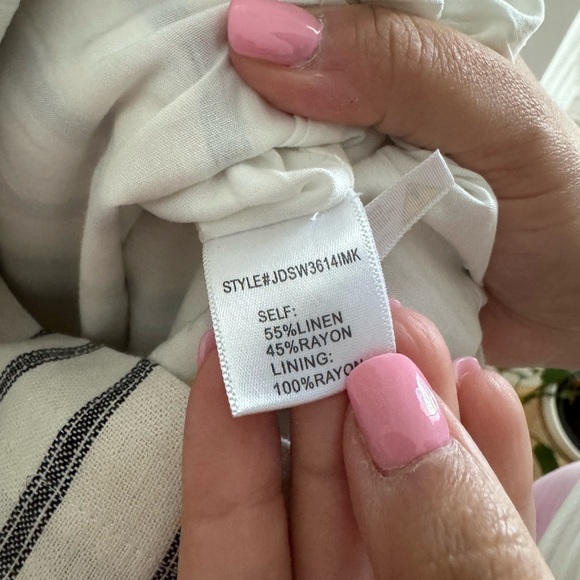 STYLE#JDSW3614IMK
SELF:
55%LINEN
45%RAYON
LINING:
100%RAYON